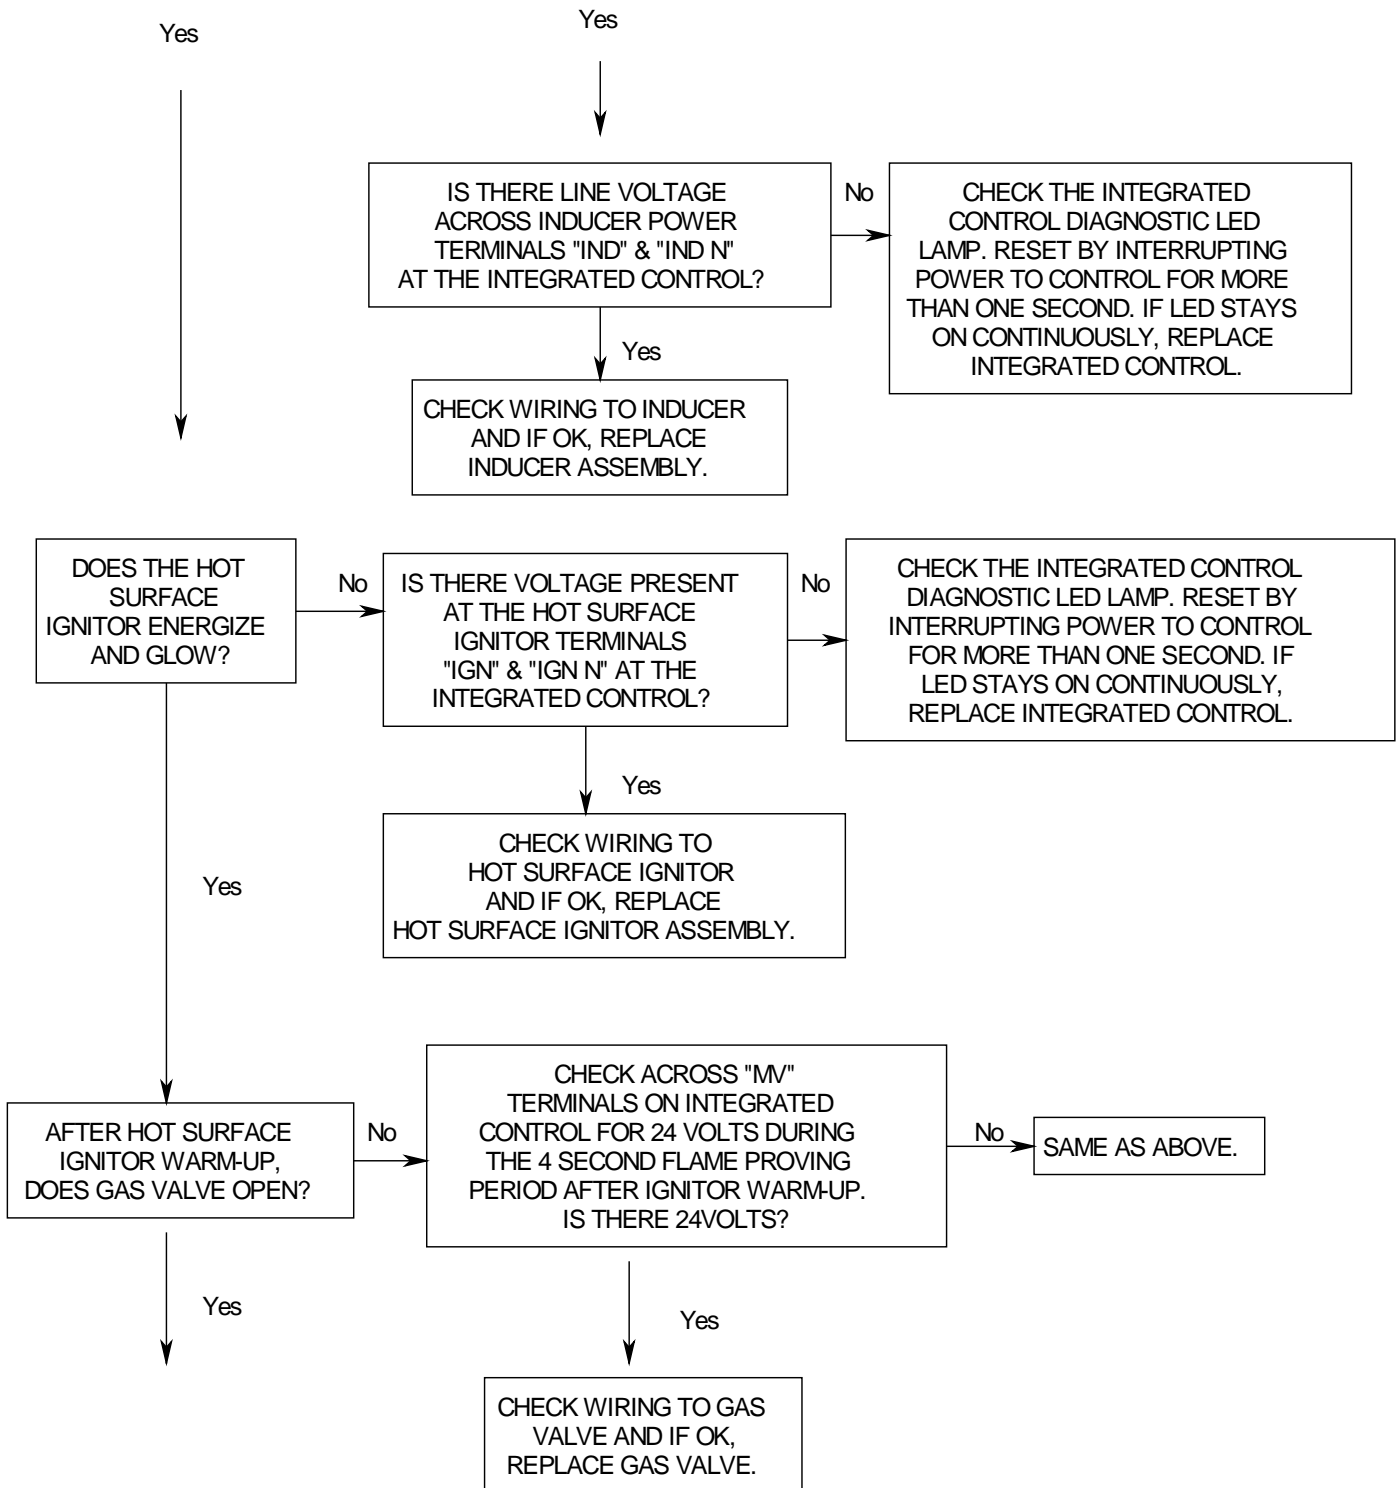 Yes
Yes
IS THERE LINE VOLTAGE
ACROSS INDUCER POWER
TERMINALS "IND" & "IND N"
AT THE INTEGRATED CONTROL?
No
CHECK THE INTEGRATED
CONTROL DIAGNOSTIC LED
LAMP. RESET BY INTERRUPTING
POWER TO CONTROL FOR MORE
THAN ONE SECOND. IF LED STAYS
ON CONTINUOUSLY, REPLACE
INTEGRATED CONTROL.
Yes
CHECK WIRING TO INDUCER
AND IF OK, REPLACE
INDUCER ASSEMBLY.
DOES THE HOT
SURFACE
IGNITOR ENERGIZE
AND GLOW?
No
IS THERE VOLTAGE PRESENT
AT THE HOT SURFACE
IGNITOR TERMINALS
"IGN" & "IGN N" AT THE
INTEGRATED CONTROL?
No
CHECK THE INTEGRATED CONTROL
DIAGNOSTIC LED LAMP. RESET BY
INTERRUPTING POWER TO CONTROL
FOR MORE THAN ONE SECOND. IF
LED STAYS ON CONTINUOUSLY,
REPLACE INTEGRATED CONTROL.
Yes
CHECK WIRING TO
HOT SURFACE IGNITOR
AND IF OK, REPLACE
HOT SURFACE IGNITOR ASSEMBLY.
Yes
AFTER HOT SURFACE
IGNITOR WARM-UP,
DOES GAS VALVE OPEN?
No
CHECK ACROSS "MV"
TERMINALS ON INTEGRATED
CONTROL FOR 24 VOLTS DURING
THE 4 SECOND FLAME PROVING
PERIOD AFTER IGNITOR WARM-UP.
IS THERE 24VOLTS?
No
SAME AS ABOVE.
Yes
Yes
CHECK WIRING TO GAS
VALVE AND IF OK,
REPLACE GAS VALVE.